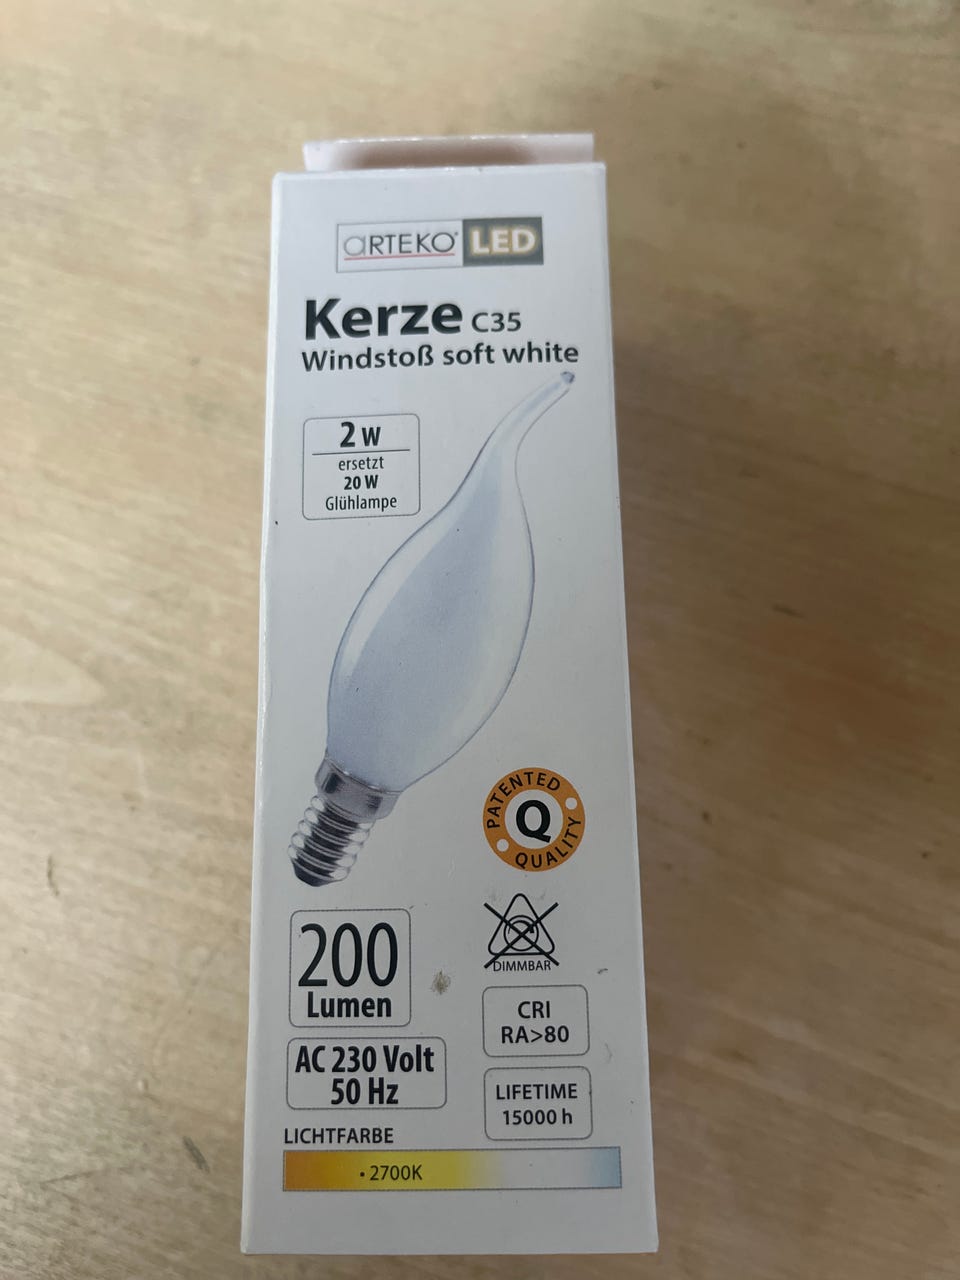 aRTEKO® LED
Kerze C35
Windstoß soft white
2 W
ersetzt
20 W
Glühlampe
PATENTED
Q
QUALITY
200
Lumen
DIMMBAR
CRI
RA>80
AC 230 Volt
50 Hz
LIFETIME
15000 h
LICHTFARBE
• 2700K